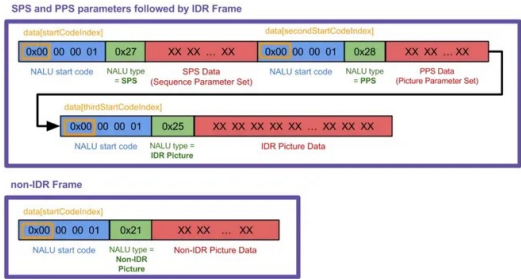 SPS and PPS parameters followed by IDR Frame
data[startCodeIndex]
data[secondStartCodeIndex]
0x00 00 00 01 0x27 XX XX ... XX 0x00 00 00 01 0x28 XX XX ... XX
NALU start code
NALU type = SPS
SPS Data (Sequence Parameter Set)
NALU start code
NALU type = PPS
PPS Data (Picture Parameter Set)
data[thirdStartCodeIndex]
0x00 00 00 01 0x25 XX XX XX XX XX ... XX XX XX
NALU start code
NALU type = IDR Picture
IDR Picture Data
non-IDR Frame
data[startCodeIndex]
0x00 00 00 01 0x21 XX XX ... XX
NALU start code
NALU type = Non-IDR Picture
Non-IDR Picture Data